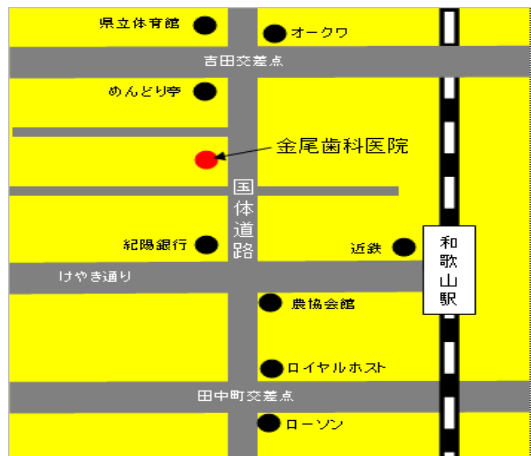 県立体育館
オークワ
吉田交差点
めんどり亭
金尾歯科医院
国体道路
紀陽銀行
近鉄
和歌山駅
けやき通り
農協会館
ロイヤルホスト
田中町交差点
ローソン